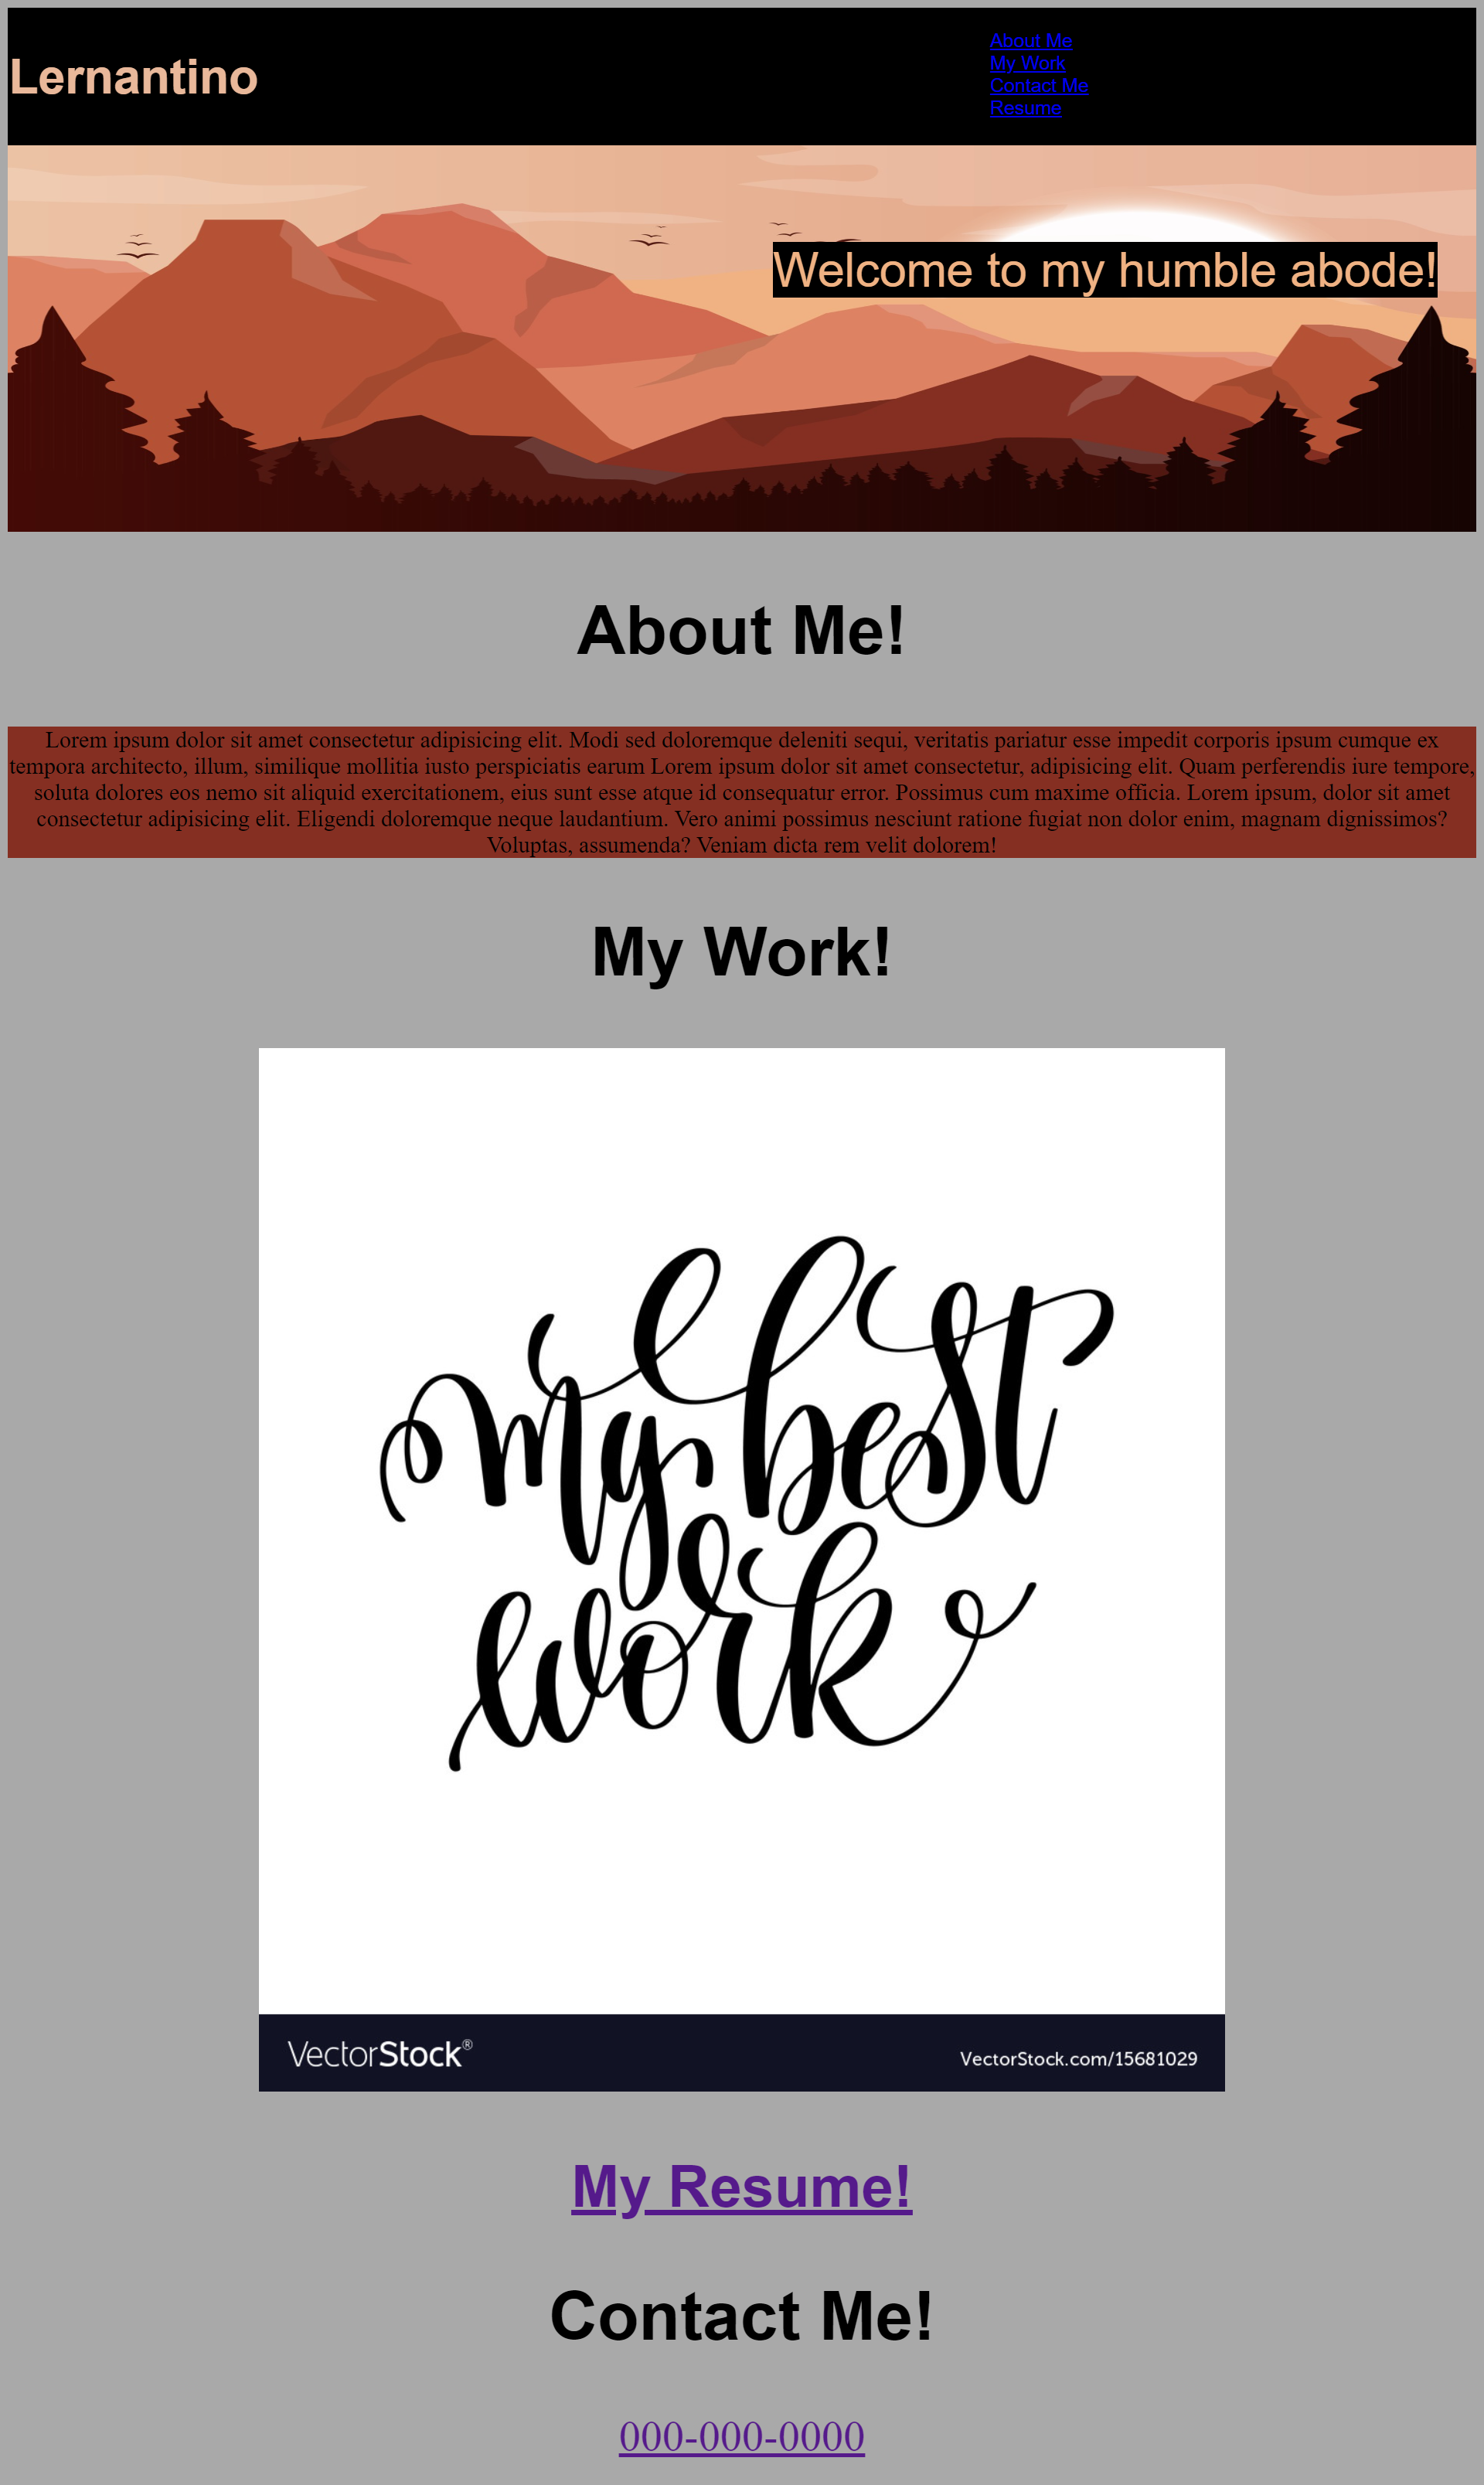 Lernantino
About Me
My Work
Contact Me
Resume
Welcome to my humble abode!
About Me!
Lorem ipsum dolor sit amet consectetur adipisicing elit. Modi sed doloremque deleniti sequi, veritatis pariatur esse impedit corporis ipsum cumque ex
tempora architecto, illum, similique mollitia iusto perspiciatis earum Lorem ipsum dolor sit amet consectetur, adipisicing elit. Quam perferendis iure tempore,
soluta dolores eos nemo sit aliquid exercitationem, eius sunt esse atque id consequatur error. Possimus cum maxime officia. Lorem ipsum, dolor sit amet
consectetur adipisicing elit. Eligendi doloremque neque laudantium. Vero animi possimus nesciunt ratione fugiat non dolor enim, magnam dignissimos?
Voluptas, assumenda? Veniam dicta rem velit dolorem!
My Work!
my best
work
VectorStock®
VectorStock.com/15681029
My Resume!
Contact Me!
000-000-0000